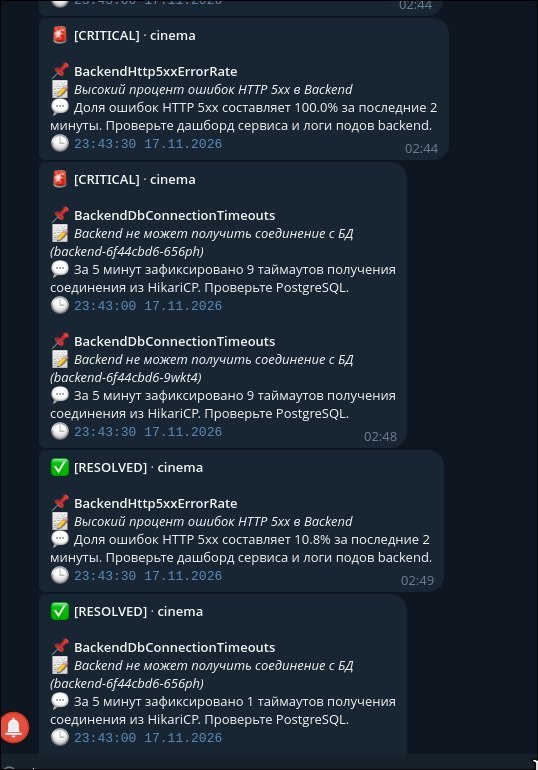 02:44
[CRITICAL] · cinema
BackendHttp5xxErrorRate
Высокий процент ошибок HTTP 5xx в Backend
Доля ошибок HTTP 5xx составляет 100.0% за последние 2
минуты. Проверьте дашборд сервиса и логи подов backend.
23:43:30 17.11.2026
02:44
[CRITICAL] · cinema
BackendDbConnectionTimeouts
Backend не может получить соединение с БД
(backend-6f44cbd6-656ph)
За 5 минут зафиксировано 9 таймаутов получения
соединения из HikariCP. Проверьте PostgreSQL.
23:43:00 17.11.2026
BackendDbConnectionTimeouts
Backend не может получить соединение с БД
(backend-6f44cbd6-9wkt4)
За 5 минут зафиксировано 9 таймаутов получения
соединения из HikariCP. Проверьте PostgreSQL.
23:43:30 17.11.2026
02:48
[RESOLVED] · cinema
BackendHttp5xxErrorRate
Высокий процент ошибок HTTP 5xx в Backend
Доля ошибок HTTP 5xx составляет 10.8% за последние 2
минуты. Проверьте дашборд сервиса и логи подов backend.
23:43:30 17.11.2026
02:49
[RESOLVED] · cinema
BackendDbConnectionTimeouts
Backend не может получить соединение с БД
(backend-6f44cbd6-656ph)
За 5 минут зафиксировано 1 таймаутов получения
соединения из HikariCP. Проверьте PostgreSQL.
23:43:00 17.11.2026